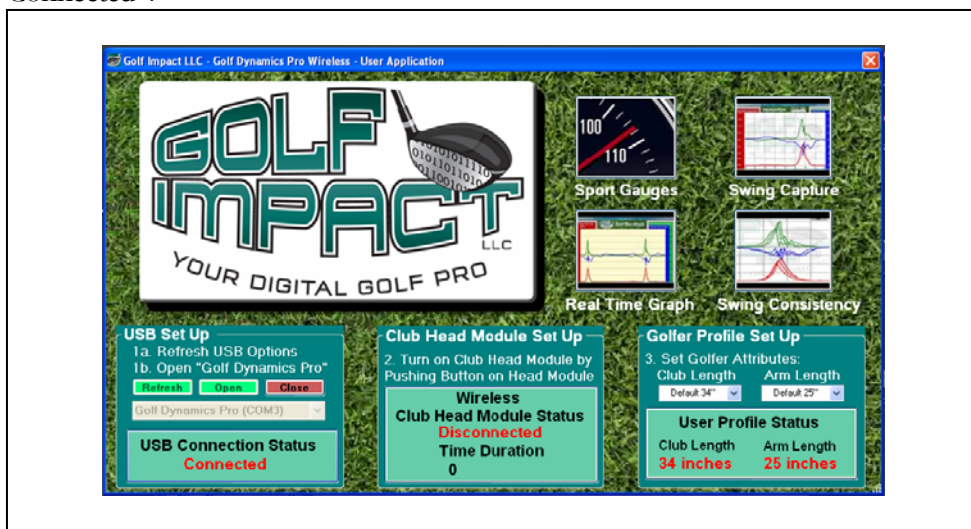 Connected".
Golf Impact LLC - Golf Dynamics Pro Wireless - User Application
GOLF
IMPACT
LLC
YOUR DIGITAL GOLF PRO
100
110
Sport Gauges
Swing Capture
Real Time Graph
Swing Consistency
USB Set Up
1a. Refresh USB Options
1b. Open "Golf Dynamics Pro"
Refresh Open Close
Golf Dynamics Pro (COM3)
USB Connection Status
Connected
Club Head Module Set Up
2. Turn on Club Head Module by
Pushing Button on Head Module
Wireless
Club Head Module Status
Disconnected
Time Duration
0
Golfer Profile Set Up
3. Set Golfer Attributes:
Club Length Arm Length
Default 34" Default 25"
User Profile Status
Club Length Arm Length
34 inches 25 inches